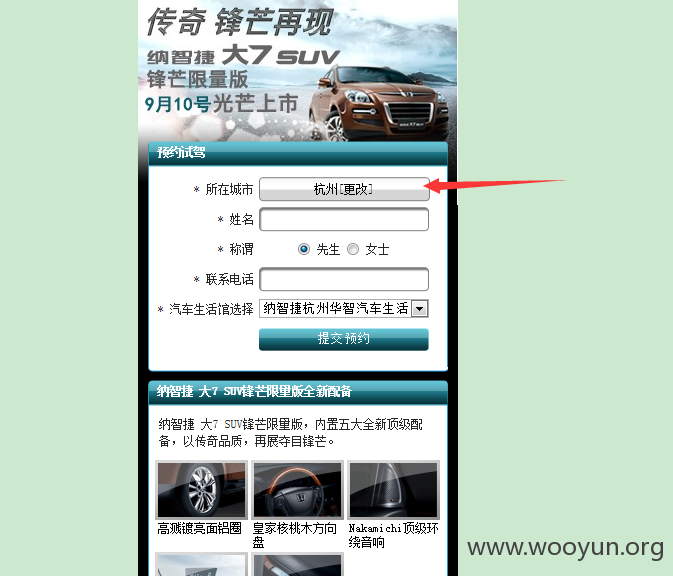 传奇 锋芒再现
纳智捷 大7 SUV
锋芒限量版
9月10号光芒上市
预约试驾
* 所在城市 杭州[更改]
* 姓名
* 称谓 先生 女士
* 联系电话
* 汽车生活馆选择 纳智捷杭州华智汽车生活
提交预约
纳智捷 大7 SUV锋芒限量版全新配备
纳智捷 大7 SUV锋芒限量版，内置五大全新顶级配
备，以传奇品质，再展夺目锋芒。
高溅镀亮面铝圈
皇家核桃木方向
盘
Nakamichi顶级环
绕音响
www.wooyun.org